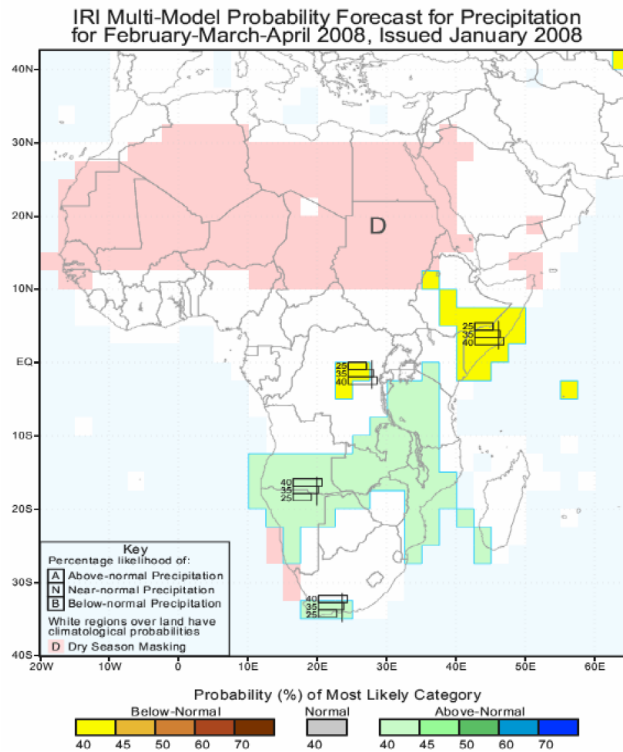 IRI Multi-Model Probability Forecast for Precipitation
for February-March-April 2008, Issued January 2008
40N
30N
20N
D
10N
25
35
40
EQ
25
35
40
10S
40
35
25
20S
Key
Percentage likelihood of:
A Above-normal Precipitation
N Near-normal Precipitation
B Below-normal Precipitation
White regions over land have
climatological probabilities
D Dry Season Masking
30S
40
35
25
40S
20W 10W 0 10E 20E 30E 40E 50E 60E
Probability (%) of Most Likely Category
Below-Normal Normal Above-Normal
40 45 50 60 70 40 40 45 50 60 70